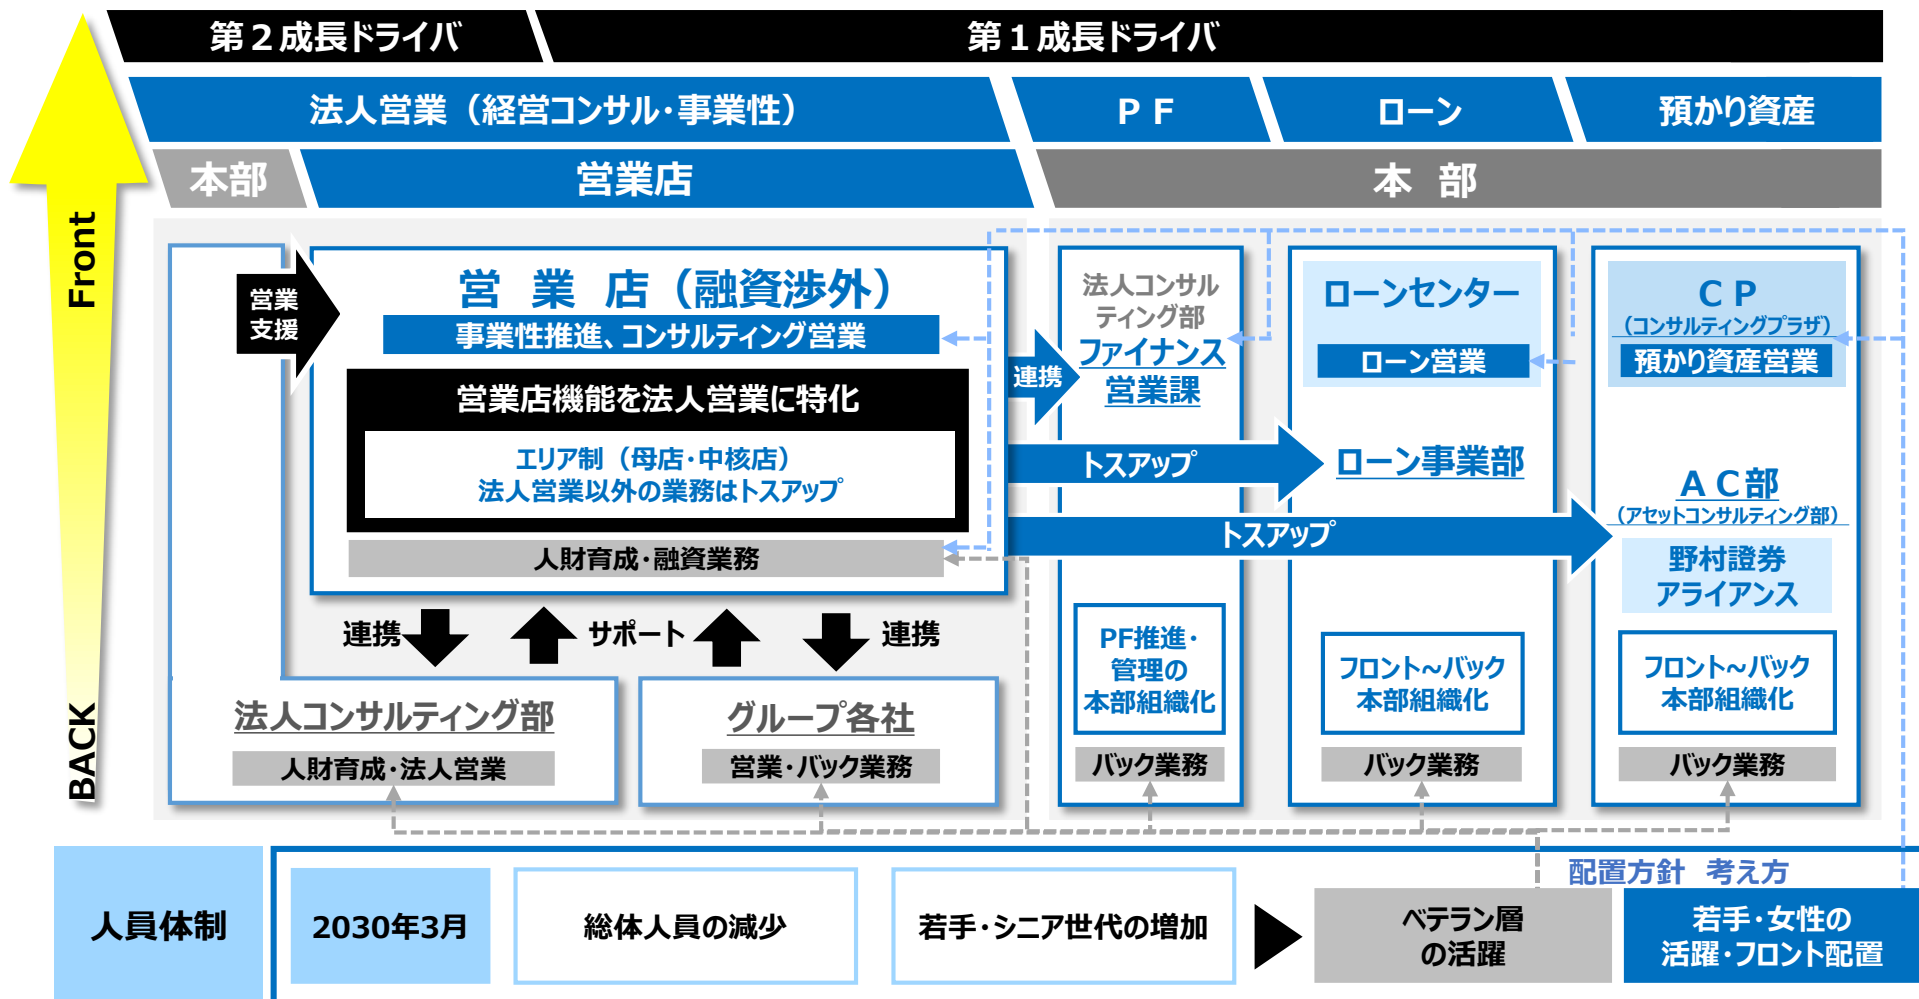 第２成長ドライバ
第１成長ドライバ
法人営業（経営コンサル・事業性）
ＰＦ
ローン
預かり資産
本部
営業店
本 部
Front
BACK
営業
支援
営 業 店（融資渉外）
事業性推進、コンサルティング営業
営業店機能を法人営業に特化
エリア制（母店・中核店）
法人営業以外の業務はトスアップ
人財育成・融資業務
連携
サポート
連携
法人コンサルティング部
人財育成・法人営業
グループ各社
営業・バック業務
連携
トスアップ
トスアップ
法人コンサル
ティング部
ファイナンス
営業課
PF推進・
管理の
本部組織化
バック業務
ローンセンター
ローン営業
ローン事業部
フロント～バック
本部組織化
バック業務
ＣＰ
（コンサルティングプラザ）
預かり資産営業
ＡＣ部
（アセットコンサルティング部）
野村證券
アライアンス
フロント～バック
本部組織化
バック業務
人員体制
2030年3月
総体人員の減少
若手・シニア世代の増加
配置方針 考え方
ベテラン層
の活躍
若手・女性の
活躍・フロント配置